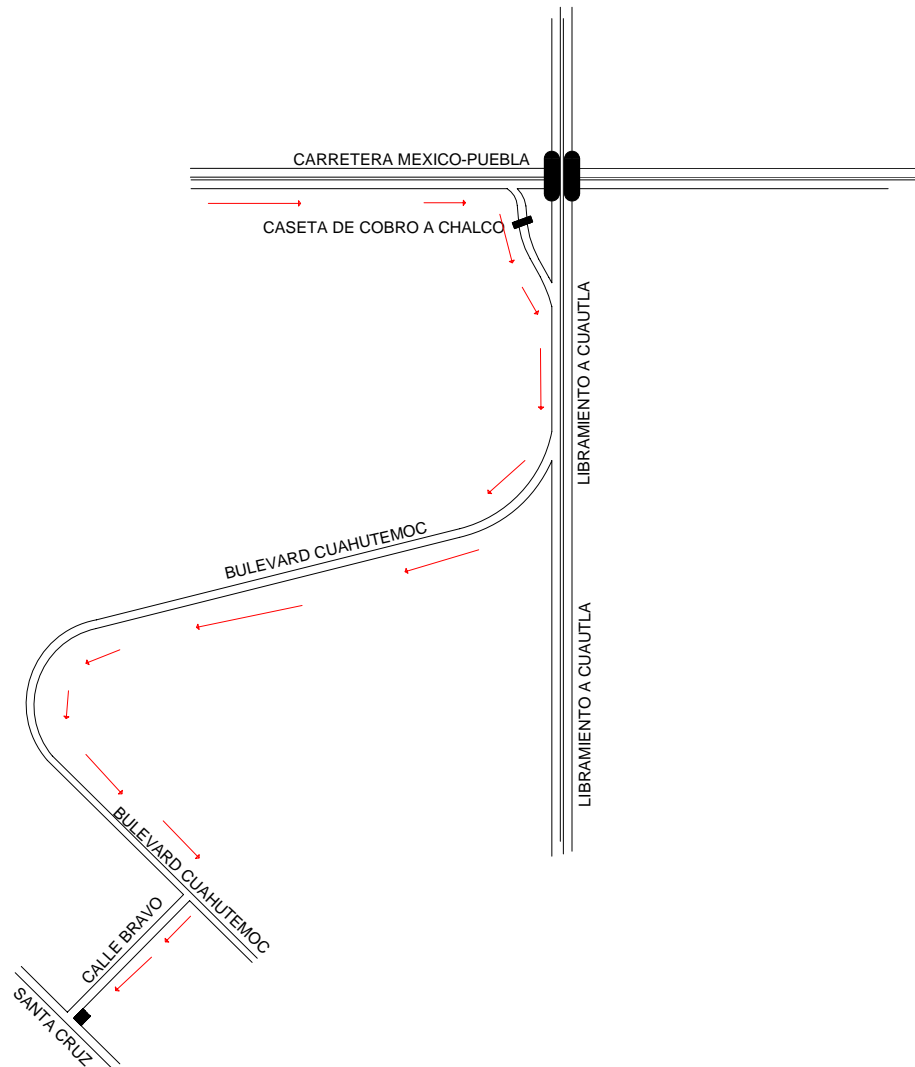 CARRETERA MEXICO-PUEBLA
CASETA DE COBRO A CHALCO
LIBRAMIENTO A CUAUTLA
BULEVARD CUAHUTEMOC
LIBRAMIENTO A CUAUTLA
BULEVARD CUAHUTEMOC
CALLE BRAVO
SANTA CRUZ